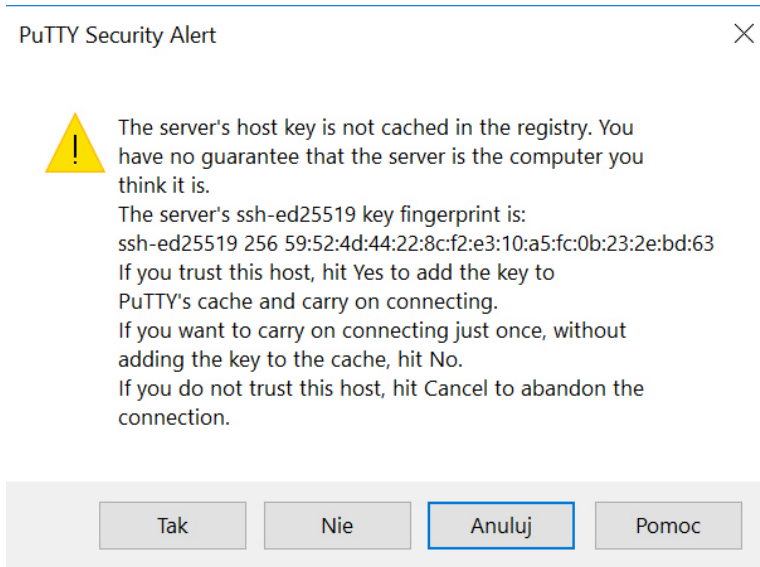 PuTTY Security Alert
The server's host key is not cached in the registry. You
have no guarantee that the server is the computer you
think it is.
The server's ssh-ed25519 key fingerprint is:
ssh-ed25519 256 59:52:4d:44:22:8c:f2:e3:10:a5:fc:0b:23:2e:bd:63
If you trust this host, hit Yes to add the key to
PuTTY's cache and carry on connecting.
If you want to carry on connecting just once, without
adding the key to the cache, hit No.
If you do not trust this host, hit Cancel to abandon the
connection.
Tak Nie Anuluj Pomoc